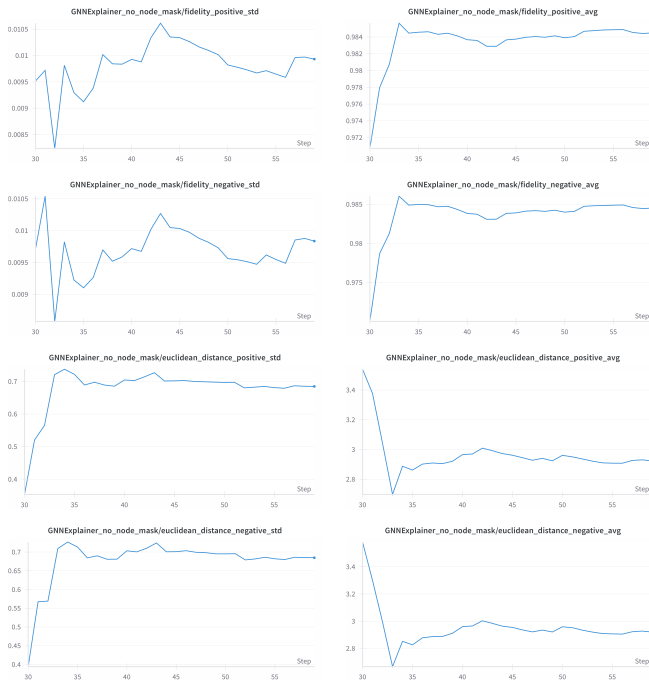 GNNExplainer_no_node_mask/fidelity_positive_std
0.0105
0.01
0.0095
0.009
0.0085
Step
30 35 40 45 50 55
GNNExplainer_no_node_mask/fidelity_positive_avg
0.984
0.982
0.98
0.978
0.976
0.974
0.972
Step
30 35 40 45 50 55
GNNExplainer_no_node_mask/fidelity_negative_std
0.0105
0.01
0.0095
0.009
Step
30 35 40 45 50 55
GNNExplainer_no_node_mask/fidelity_negative_avg
0.985
0.98
0.975
Step
30 35 40 45 50 55
GNNExplainer_no_node_mask/euclidean_distance_positive_std
0.7
0.6
0.5
0.4
Step
30 35 40 45 50 55
GNNExplainer_no_node_mask/euclidean_distance_positive_avg
3.4
3.2
3
2.8
Step
30 35 40 45 50 55
GNNExplainer_no_node_mask/euclidean_distance_negative_std
0.7
0.65
0.6
0.55
0.5
0.45
0.4
Step
30 35 40 45 50 55
GNNExplainer_no_node_mask/euclidean_distance_negative_avg
3.4
3.2
3
2.8
Step
30 35 40 45 50 55